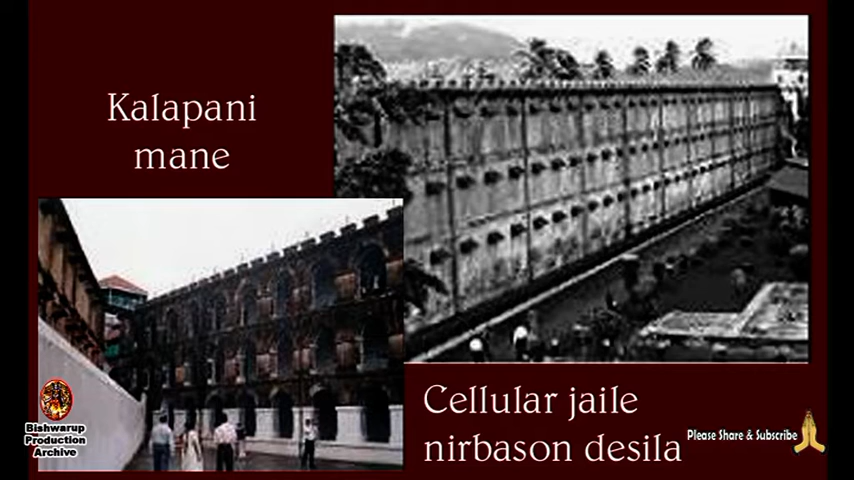 Kalapani
mane
Cellular jaile
nirbason desila
Bishwarup
Production
Archive
Please Share & Subscribe